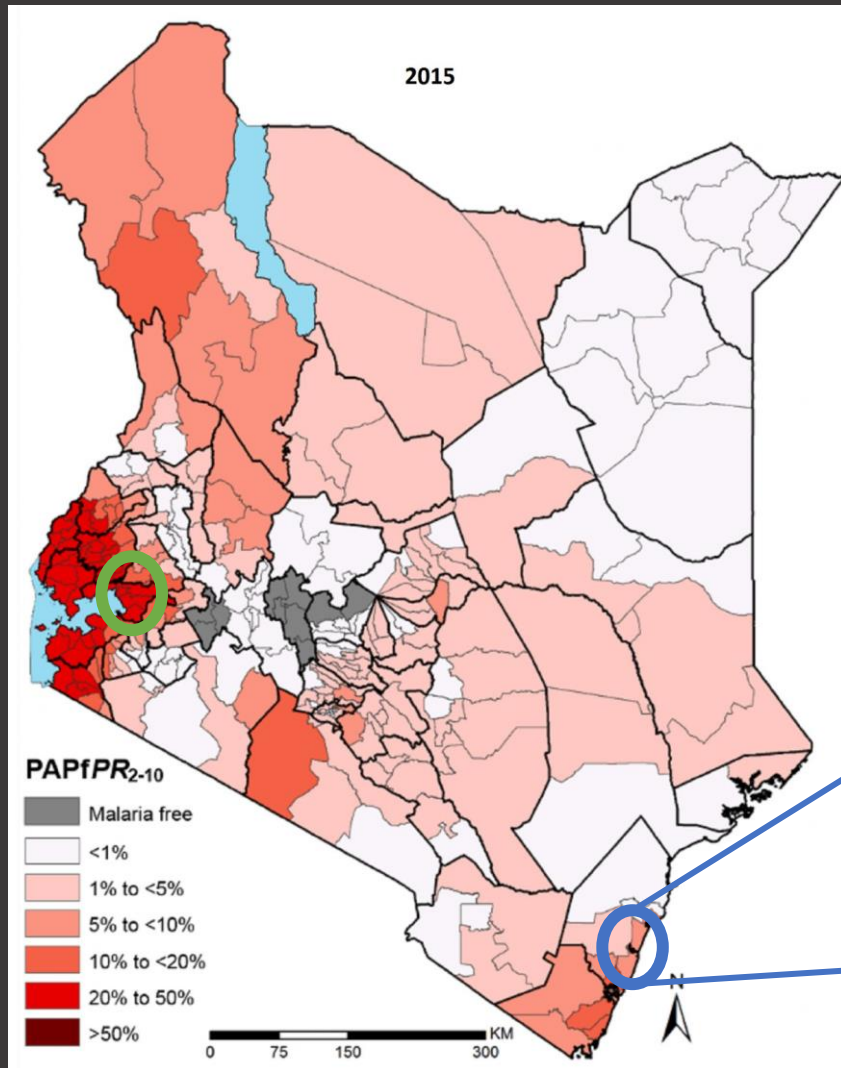 2015
PAPfPR2-10
Malaria free
<1%
1% to <5%
5% to <10%
10% to <20%
20% to 50%
>50%
N
KM
0 75 150 300